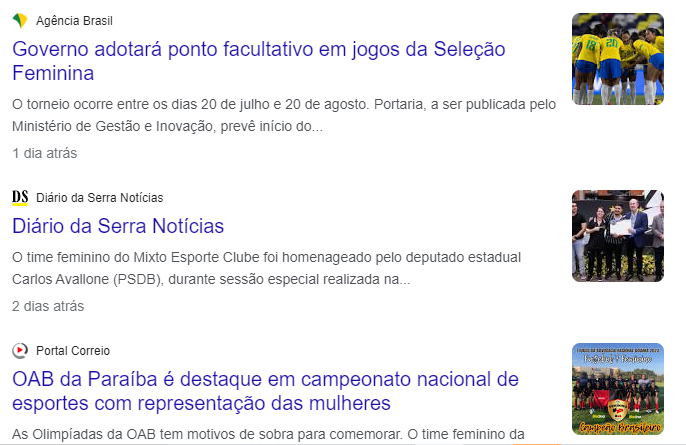 Agência Brasil
Governo adotará ponto facultativo em jogos da Seleção
Feminina
O torneio ocorre entre os dias 20 de julho e 20 de agosto. Portaria, a ser publicada pelo
Ministério de Gestão e Inovação, prevê início do...
1 dia atrás
DS Diário da Serra Notícias
Diário da Serra Notícias
O time feminino do Mixto Esporte Clube foi homenageado pelo deputado estadual
Carlos Avallone (PSDB), durante sessão especial realizada na...
2 dias atrás
Portal Correio
OAB da Paraíba é destaque em campeonato nacional de
esportes com representação das mulheres
As Olimpíadas da OAB tem motivos de sobra para comemorar. O time feminino da
18
20
Campeão Brasileiro